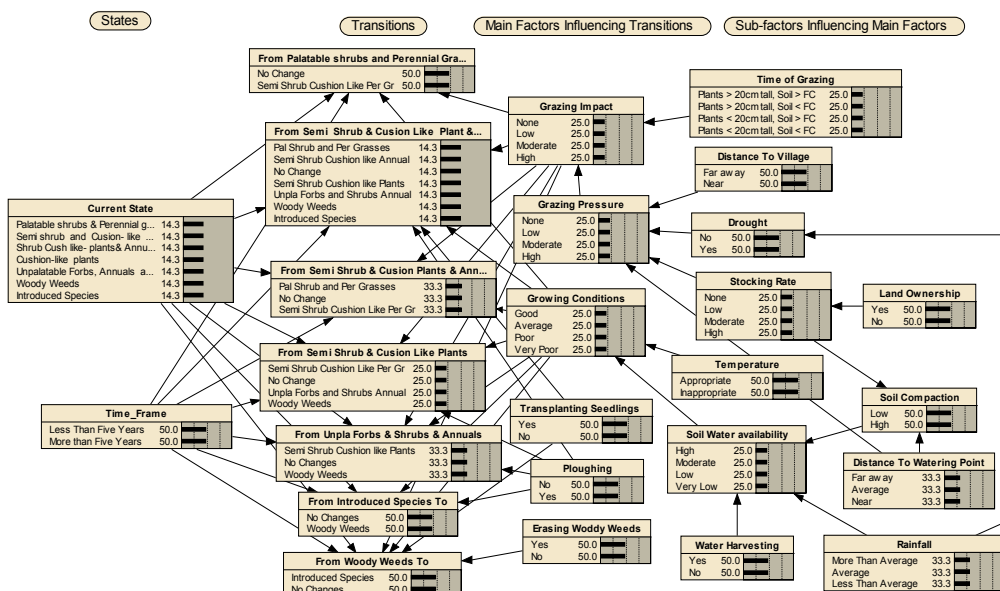 States
Transitions
Main Factors Influencing Transitions
Sub-factors Influencing Main Factors
From Palatable shrubs and Perennial Gra...
No Change 50.0
Semi Shrub Cushion Like Per Gr 50.0
From Semi Shrub & Cusion Like Plant &...
Pal Shrub and Per Grasses 14.3
Semi Shrub Cushion like Annual 14.3
No Change 14.3
Semi Shrub Cushion like Plants 14.3
Unpla Forbs and Shrubs Annual 14.3
Woody Weeds 14.3
Introduced Species 14.3
Current State
Palatable shrubs & Perennial g... 14.3
Semi shrub and Cusion- like ... 14.3
Shrub Cush like- plants& Annu... 14.3
Cushion-like plants 14.3
Unpalatable Forbs, Annuals a... 14.3
Woody Weeds 14.3
Introduced Species 14.3
From Semi Shrub & Cusion Plants & Ann...
Pal Shrub and Per Grasses 33.3
No Change 33.3
Semi Shrub Cushion Like Per Gr 33.3
From Semi Shrub & Cusion Like Plants
Semi Shrub Cushion Like Per Gr 25.0
No Change 25.0
Unpla Forbs and Shrubs Annual 25.0
Woody Weeds 25.0
Time_Frame
Less Than Five Years 50.0
More than Five Years 50.0
From Unpla Forbs & Shrubs & Annuals
Semi Shrub Cushion like Plants 33.3
No Changes 33.3
Woody Weeds 33.3
From Introduced Species To
No Changes 50.0
Woody Weeds 50.0
From Woody Weeds To
Introduced Species 50.0
No Changes 50.0
Grazing Impact
None 25.0
Low 25.0
Moderate 25.0
High 25.0
Grazing Pressure
None 25.0
Low 25.0
Moderate 25.0
High 25.0
Growing Conditions
Good 25.0
Average 25.0
Poor 25.0
Very Poor 25.0
Transplanting Seedlings
Yes 50.0
No 50.0
Ploughing
No 50.0
Yes 50.0
Erasing Woddy Weeds
Yes 50.0
No 50.0
Time of Grazing
Plants > 20cm tall, Soil > FC 25.0
Plants > 20cm tall, Soil < FC 25.0
Plants < 20cm tall, Soil > FC 25.0
Plants < 20cm tall, Soil < FC 25.0
Distance To Village
Far away 50.0
Near 50.0
Drought
No 50.0
Yes 50.0
Stocking Rate
None 25.0
Low 25.0
Moderate 25.0
High 25.0
Land Ownership
Yes 50.0
No 50.0
Temperature
Appropriate 50.0
Inappropriate 50.0
Soil Compaction
Low 50.0
High 50.0
Soil Water availability
High 25.0
Moderate 25.0
Low 25.0
Very Low 25.0
Distance To Watering Point
Far away 33.3
Average 33.3
Near 33.3
Water Harvesting
Yes 50.0
No 50.0
Rainfall
More Than Average 33.3
Average 33.3
Less Than Average 33.3